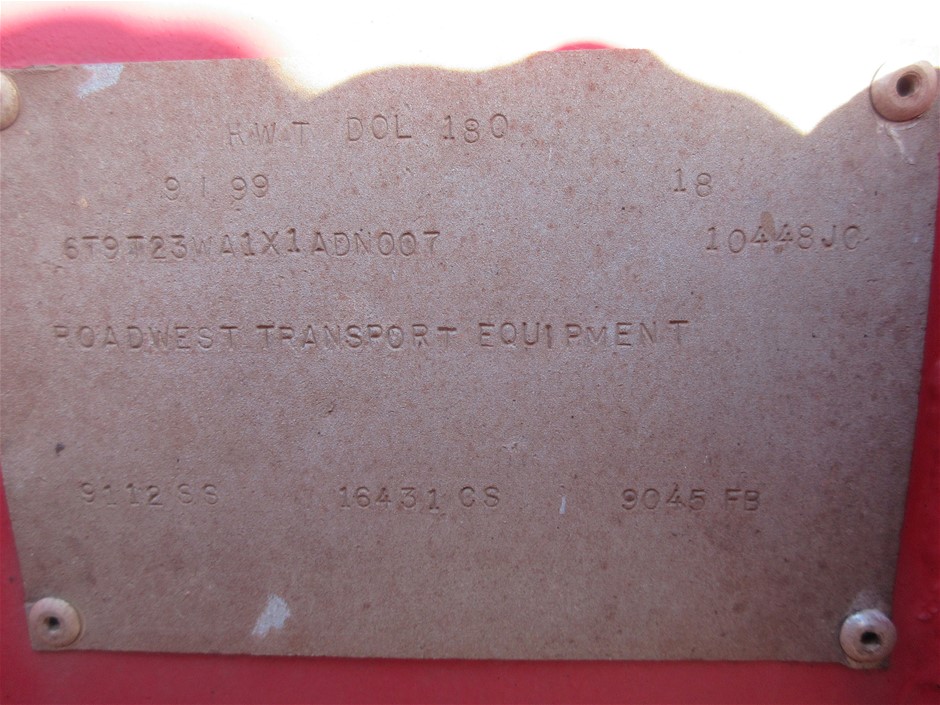 RWT DOL 180
9 / 99 18
6T9T23WA1X1ADN007 10448JC
ROADWEST TRANSPORT EQUIPMENT
9112 SS 16431 CS 9045 FB